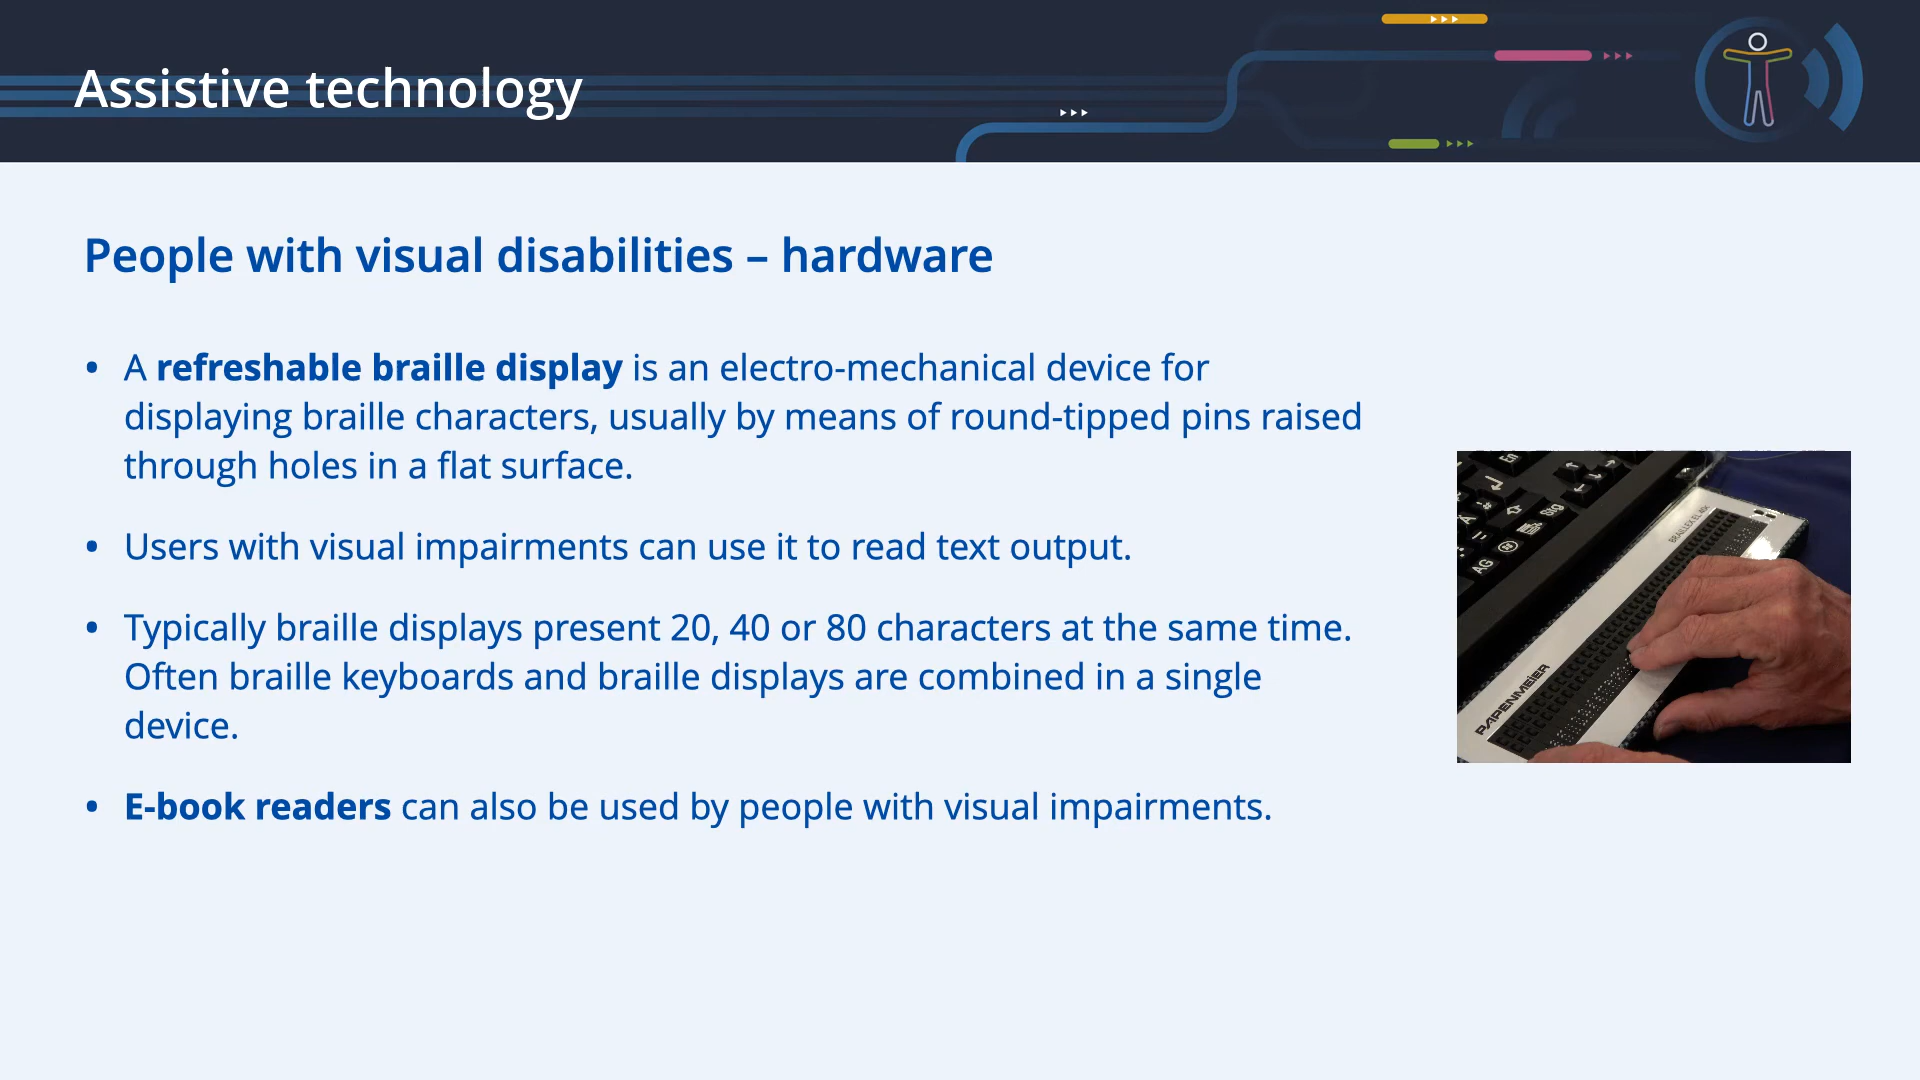 Assistive technology
People with visual disabilities – hardware
• A refreshable braille display is an electro-mechanical device for
displaying braille characters, usually by means of round-tipped pins raised
through holes in a flat surface.
• Users with visual impairments can use it to read text output.
• Typically braille displays present 20, 40 or 80 characters at the same time.
Often braille keyboards and braille displays are combined in a single
device.
• E-book readers can also be used by people with visual impairments.
En
Stg
AG
PAPENMEIER